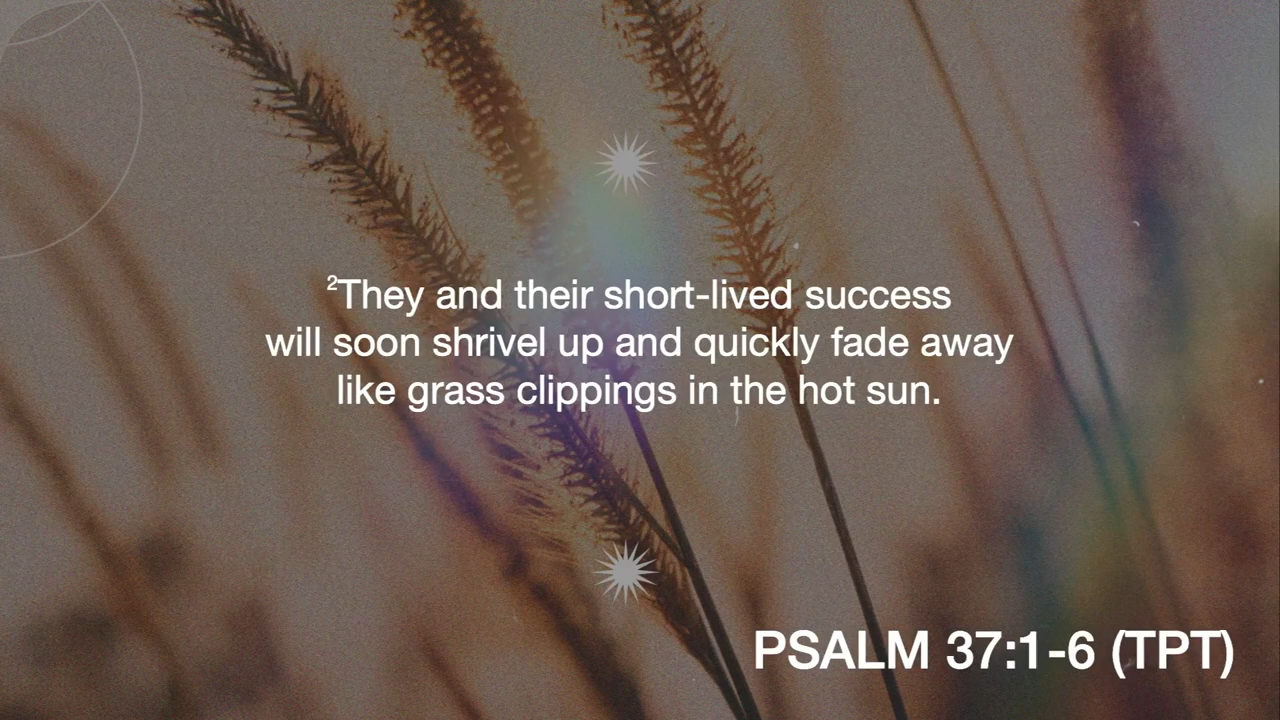 ²They and their short-lived success
will soon shrivel up and quickly fade away
like grass clippings in the hot sun.
PSALM 37:1-6 (TPT)